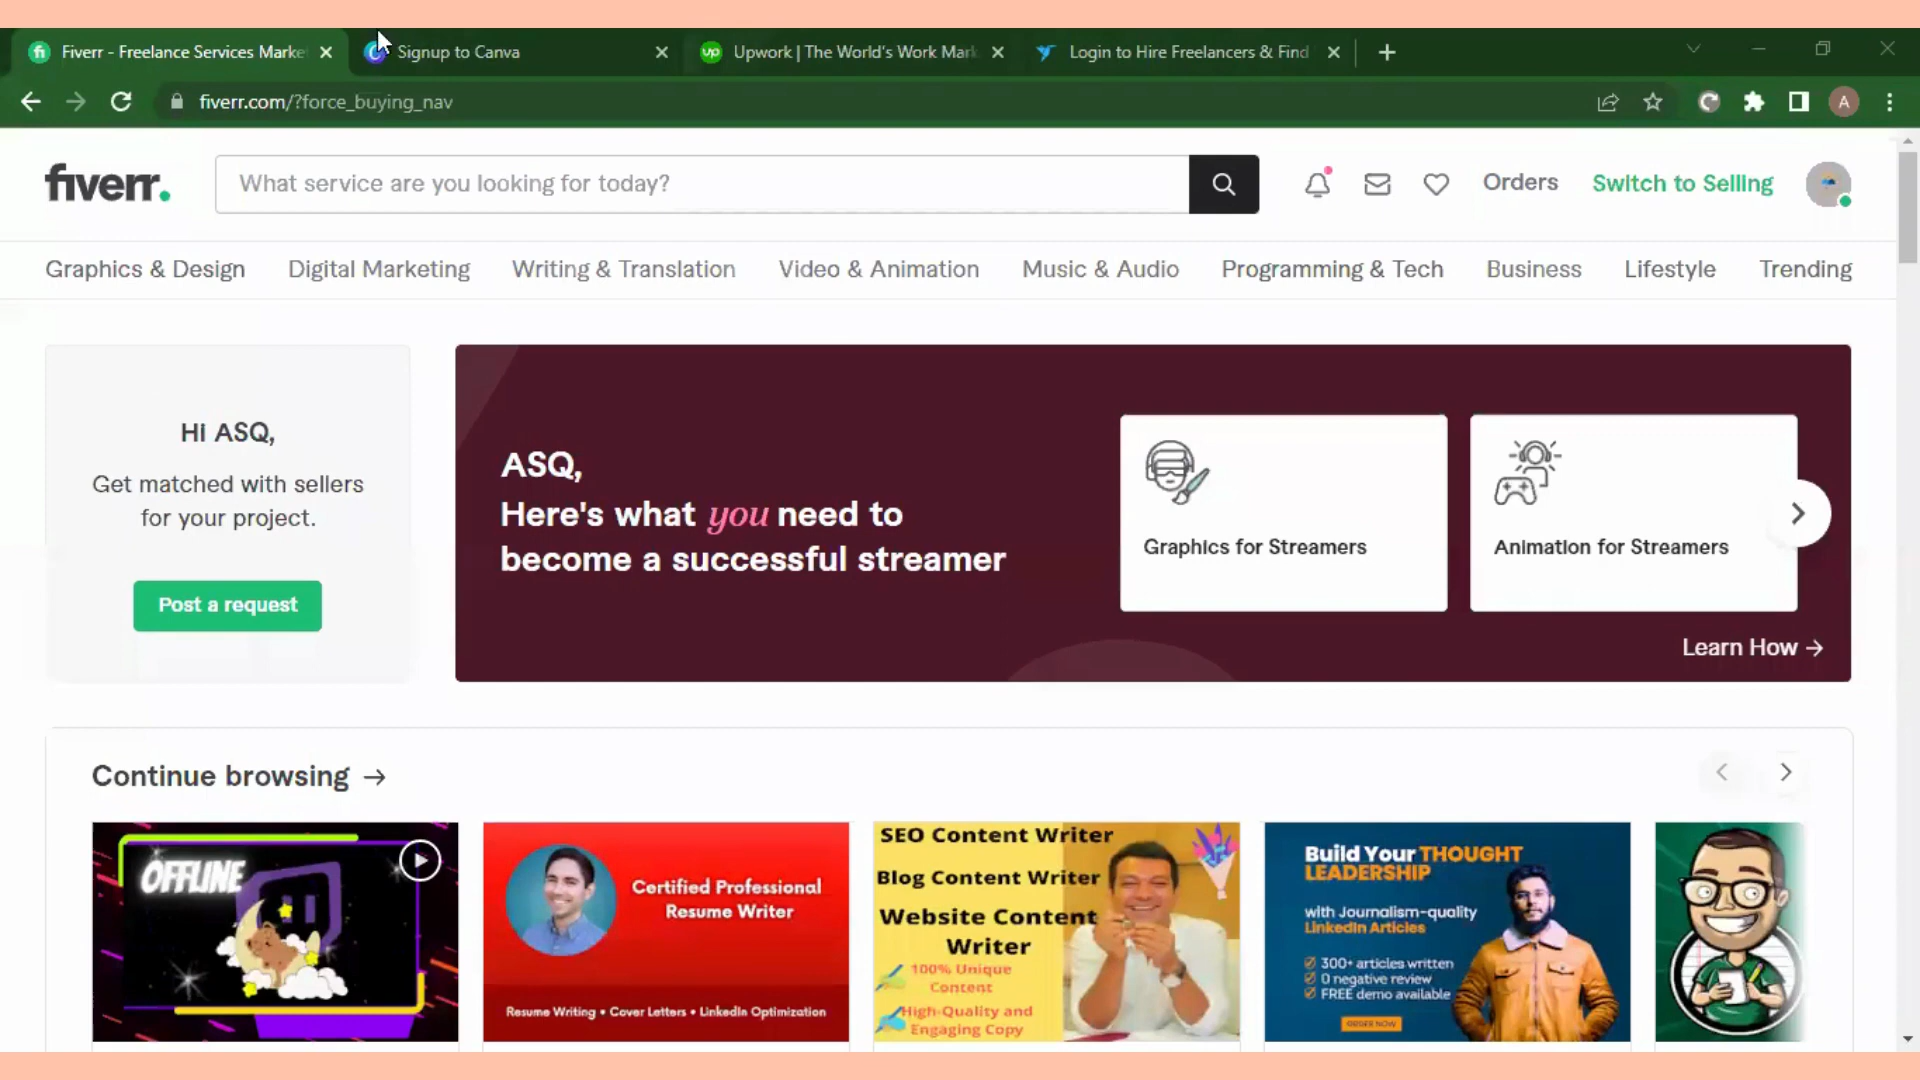 Fiverr - Freelance Services Marke
Signup to Canva
Upwork | The World's Work Mark
Login to Hire Freelancers & Find
fiverr.com/?force_buying_nav
A
fiverr.
What service are you looking for today?
Orders
Switch to Selling
Graphics & Design
Digital Marketing
Writing & Translation
Video & Animation
Music & Audio
Programming & Tech
Business
Lifestyle
Trending
Hi ASQ,
Get matched with sellers
for your project.
Post a request
ASQ,
Here's what you need to
become a successful streamer
Graphics for Streamers
Animation for Streamers
Learn How →
Continue browsing →
OFFLINE
Certified Professional
Resume Writer
Resume Writing • Cover Letters • LinkedIn Optimization
SEO Content Writer
Blog Content Writer
Website Content
Writer
100% Unique
Content
High-Quality and
Engaging Copy
Build Your THOUGHT
LEADERSHIP
with Journalism-quality
LinkedIn Articles
300+ articles written
0 negative review
FREE demo available
ORDER NOW